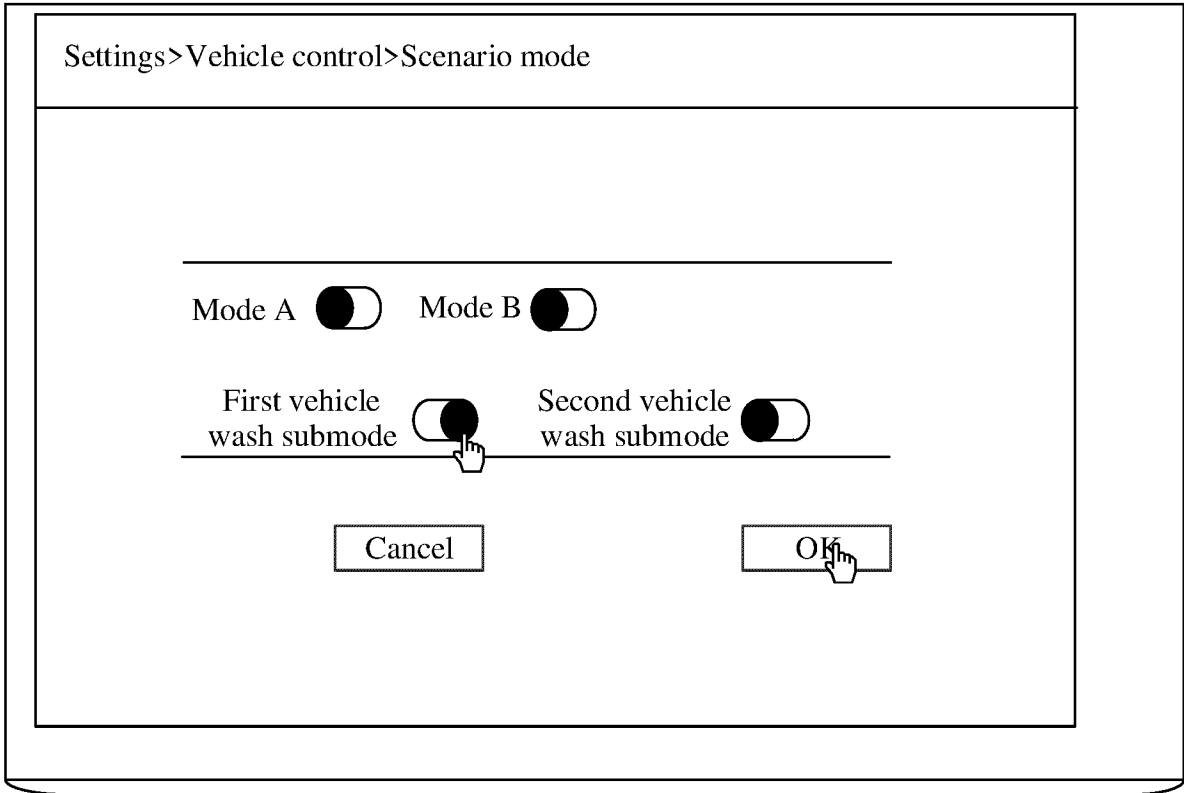 Settings>Vehicle control>Scenario mode
Mode A
Mode B
First vehicle
wash submode
Second vehicle
wash submode
Cancel
OK